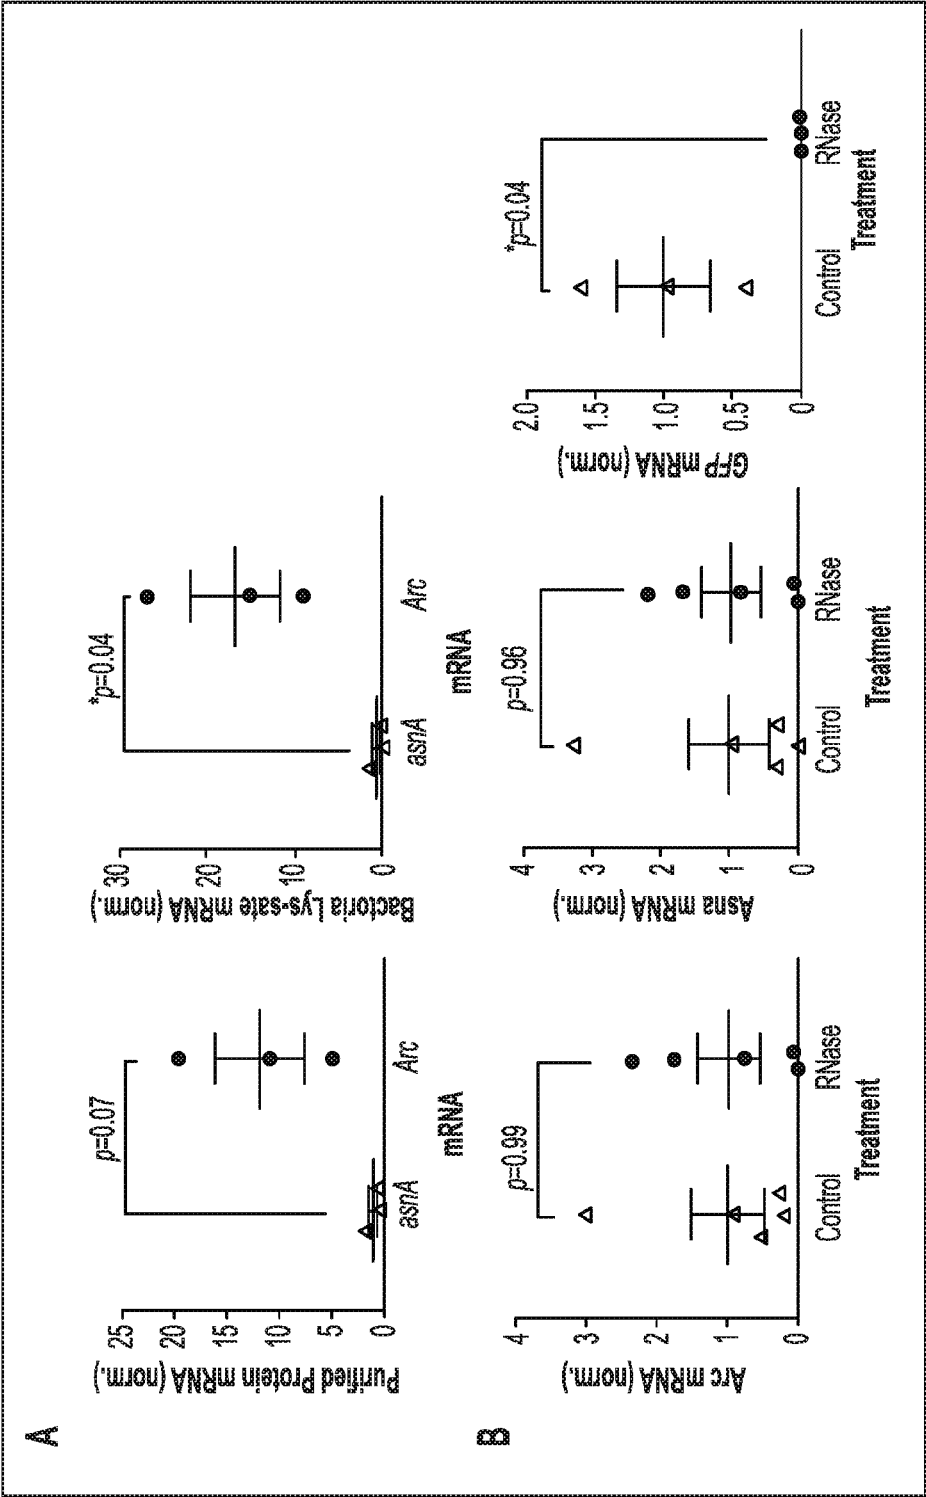 A
Purified Protein mRNA (norm.)
25
20
15
10
5
0
p=0.07
asnA
Arc
mRNA
Bactoria Lys-sate mRNA (norm.)
30
20
10
0
*p=0.04
asnA
Arc
mRNA
B
Arc mRNA (norm.)
4
3
2
1
0
p=0.99
Control
RNase
Treatment
Asna mRNA (norm.)
4
3
2
1
0
p=0.96
Control
RNase
Treatment
GFP mRNA (norm.)
2.0
1.5
1.0
0.5
0
*p=0.04
Control
RNase
Treatment